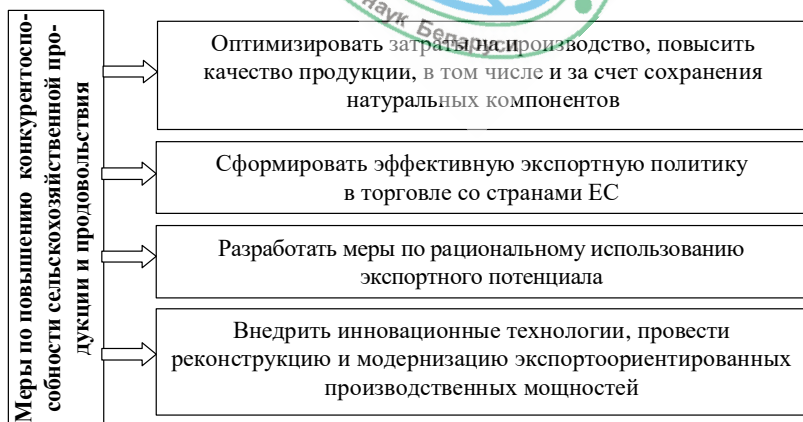 наук Беларуси
Меры по повышению конкурентоспо-
собности сельскохозяйственной про-
дукции и продовольствия
Оптимизировать затраты на производство, повысить
качество продукции, в том числе и за счет сохранения
натуральных компонентов
Сформировать эффективную экспортную политику
в торговле со странами ЕС
Разработать меры по рациональному использованию
экспортного потенциала
Внедрить инновационные технологии, провести
реконструкцию и модернизацию экспортоориентированных
производственных мощностей